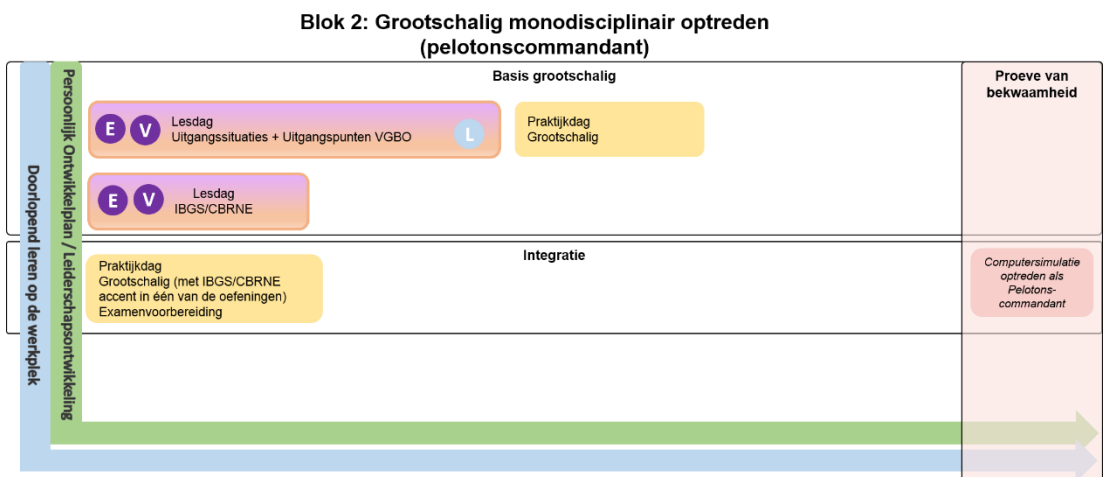 Blok 2: Grootschalig monodisciplinair optreden
(pelotonscommandant)
Doorlopend leren op de werkplek
Persoonlijk Ontwikkelplan / Leiderschapsontwikkeling
Basis grootschalig
Proeve van
bekwaamheid
E V
Lesdag
Uitgangssituaties + Uitgangspunten VGBO
L
Praktijkdag
Grootschalig
E V
Lesdag
IBGS/CBRNE
Integratie
Praktijkdag
Grootschalig (met IBGS/CBRNE
accent in één van de oefeningen)
Examenvoorbereiding
Computersimulatie
optreden als
Pelotons-
commandant